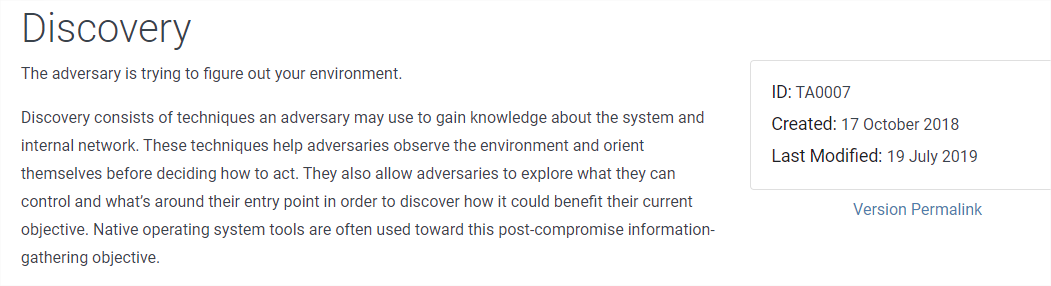 Discovery
The adversary is trying to figure out your environment.
Discovery consists of techniques an adversary may use to gain knowledge about the system and
internal network. These techniques help adversaries observe the environment and orient
themselves before deciding how to act. They also allow adversaries to explore what they can
control and what's around their entry point in order to discover how it could benefit their current
objective. Native operating system tools are often used toward this post-compromise information-
gathering objective.
ID: TA0007
Created: 17 October 2018
Last Modified: 19 July 2019
Version Permalink